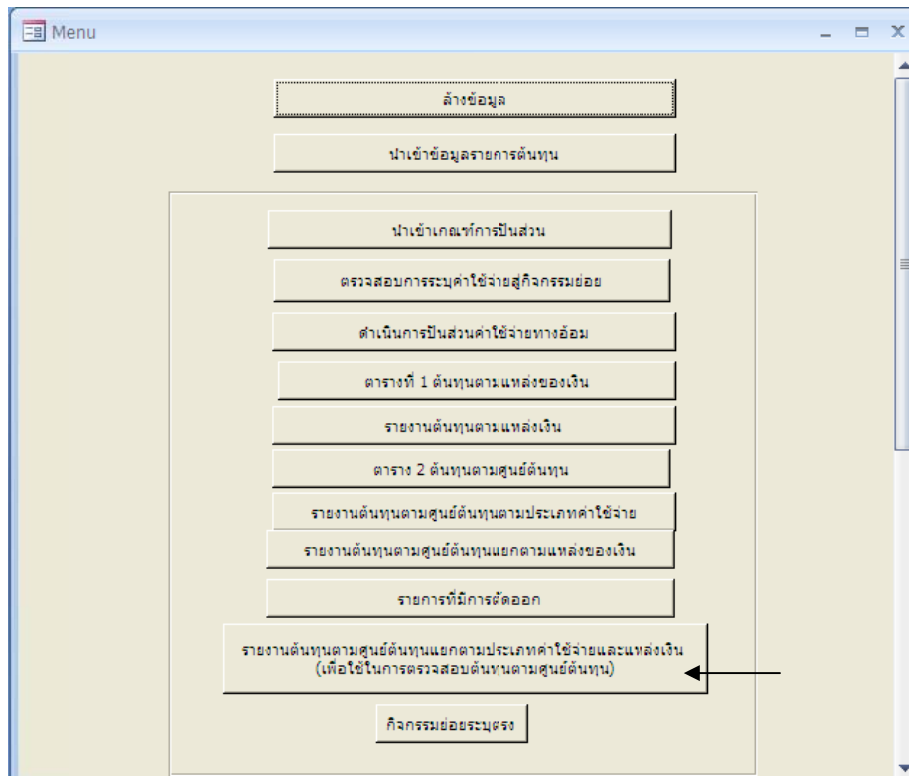 Menu
ล้างข้อมูล
นำเข้าข้อมูลรายการต้นทุน
นำเข้าเกณฑ์การปันส่วน
ตรวจสอบการระบุค่าใช้จ่ายสู่กิจกรรมย่อย
ดำเนินการปันส่วนค่าใช้จ่ายทางอ้อม
ตารางที่ 1 ต้นทุนตามแหล่งของเงิน
รายงานต้นทุนตามแหล่งเงิน
ตาราง 2 ต้นทุนตามศูนย์ต้นทุน
รายงานต้นทุนตามศูนย์ต้นทุนตามประเภทค่าใช้จ่าย
รายงานต้นทุนตามศูนย์ต้นทุนแยกตามแหล่งของเงิน
รายการที่มีการตัดออก
รายงานต้นทุนตามศูนย์ต้นทุนแยกตามประเภทค่าใช้จ่ายและแหล่งเงิน
(เพื่อใช้ในการตรวจสอบต้นทุนตามศูนย์ต้นทุน)
กิจกรรมย่อยระบุตรง